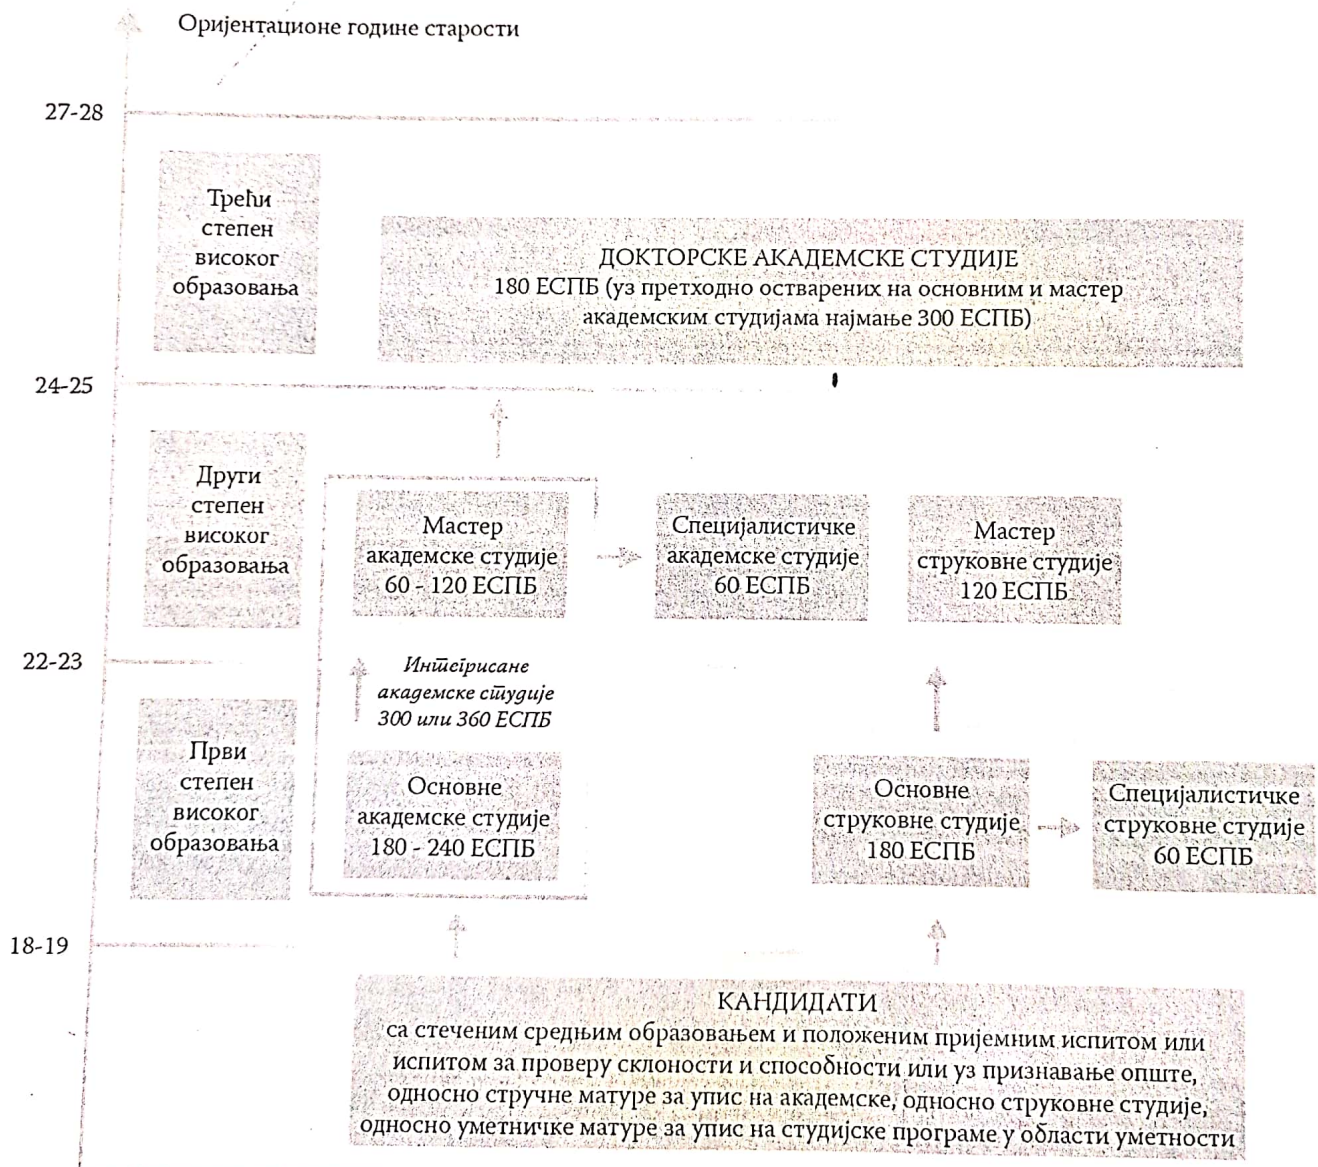 Оријентационе године старости
27-28
Трећи
степен
високог
образовања
ДОКТОРСКЕ АКАДЕМСКЕ СТУДИЈЕ
180 ЕСПБ (уз претходно остварених на основним и мастер
академским студијама најмање 300 ЕСПБ)
24-25
Други
степен
високог
образовања
Мастер
академске студије
60 - 120 ЕСПБ
Специјалистичке
академске студије
60 ЕСПБ
Мастер
струковне студије
120 ЕСПБ
22-23
Интегрисане
академске студије
300 или 360 ЕСПБ
Први
степен
високог
образовања
Основне
академске студије
180 - 240 ЕСПБ
Основне
струковне студије
180 ЕСПБ
Специјалистичке
струковне студије
60 ЕСПБ
18-19
КАНДИДАТИ
са стеченим средњим образовањем и положеним пријемним испитом или
испитом за проверу склоности и способности или уз признавање опште,
односно стручне матуре за упис на академске, односно струковне студије,
односно уметничке матуре за упис на студијске програме у области уметности